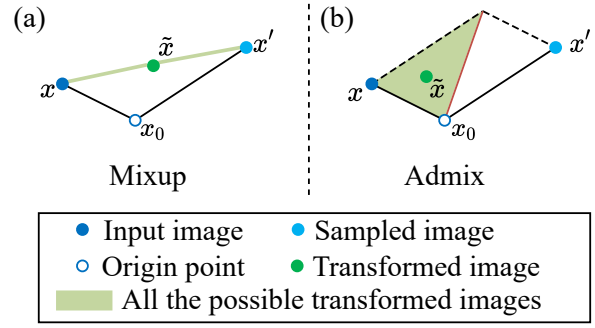 (a)
x̃
x′
x
x₀
Mixup
(b)
x′
x
x̃
x₀
Admix
Input image
Sampled image
Origin point
Transformed image
All the possible transformed images